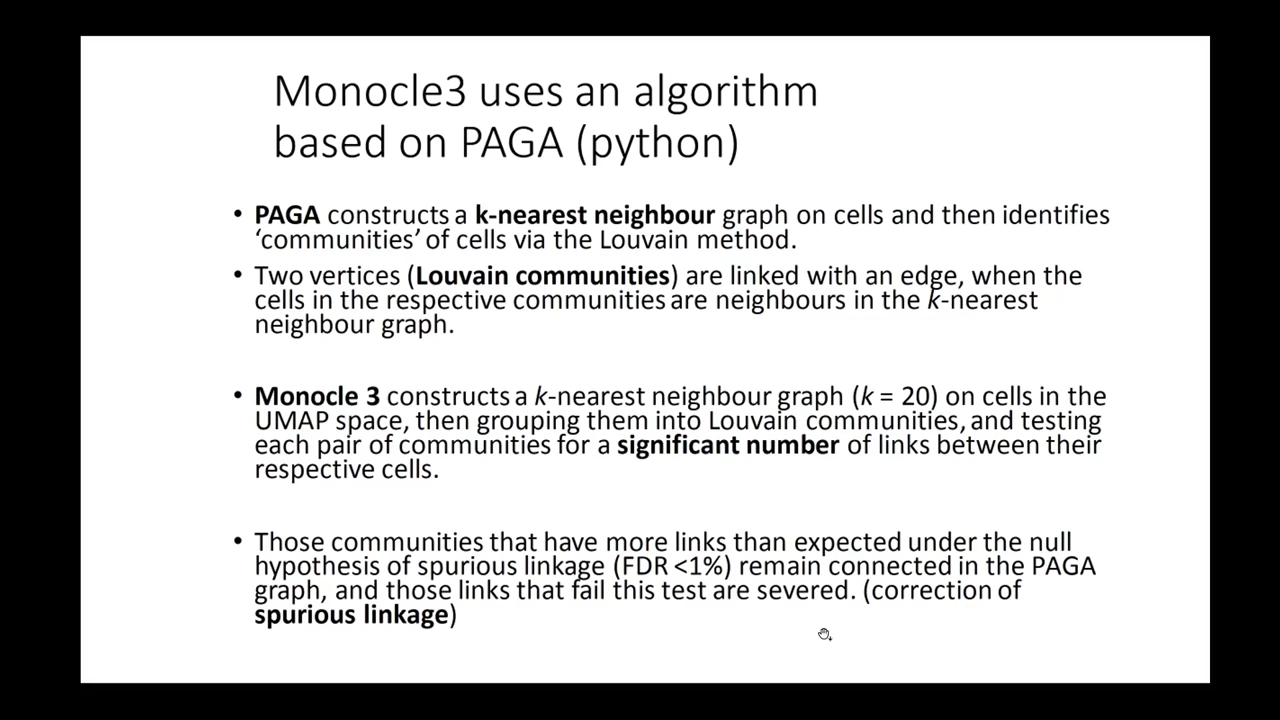 Monocle3 uses an algorithm
based on PAGA (python)
• PAGA constructs a k-nearest neighbour graph on cells and then identifies
‘communities’ of cells via the Louvain method.
• Two vertices (Louvain communities) are linked with an edge, when the
cells in the respective communities are neighbours in the k-nearest
neighbour graph.
• Monocle 3 constructs a k-nearest neighbour graph (k = 20) on cells in the
UMAP space, then grouping them into Louvain communities, and testing
each pair of communities for a significant number of links between their
respective cells.
• Those communities that have more links than expected under the null
hypothesis of spurious linkage (FDR <1%) remain connected in the PAGA
graph, and those links that fail this test are severed. (correction of
spurious linkage)